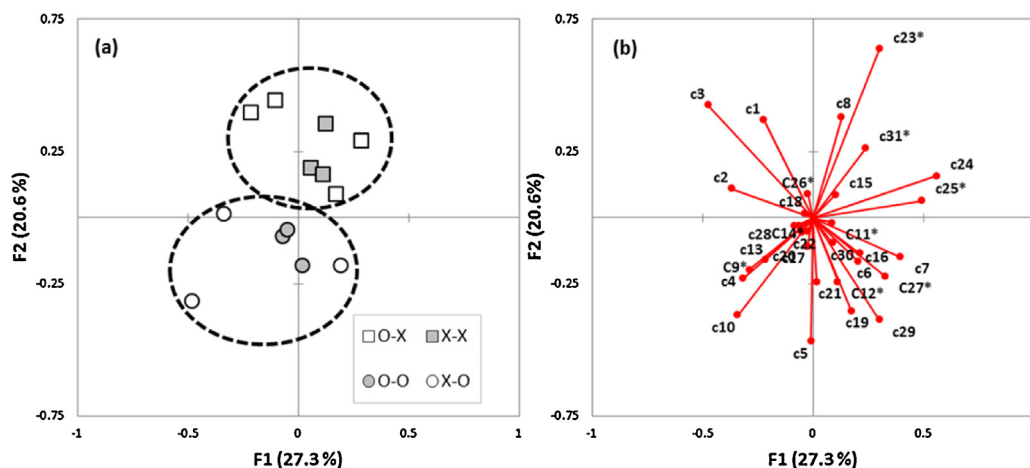 (a)
0.75
0.25
-0.25
-0.75
-1
-0.5
0
0.5
1
F2 (20.6%)
F1 (27.3%)
O-X
X-X
O-O
X-O
(b)
0.75
0.25
-0.25
-0.75
-1
-0.5
0
0.5
1
F2 (20.6%)
F1 (27.3%)
c23*
c3
c1
c8
c31*
c24
c2
C26*
c15
c25*
c18
c28
C14*
C11*
c13
c22
c30
c16
c20
c17
c7
C9*
c6
c4
C27*
c21
C12*
c10
c19
c29
c5